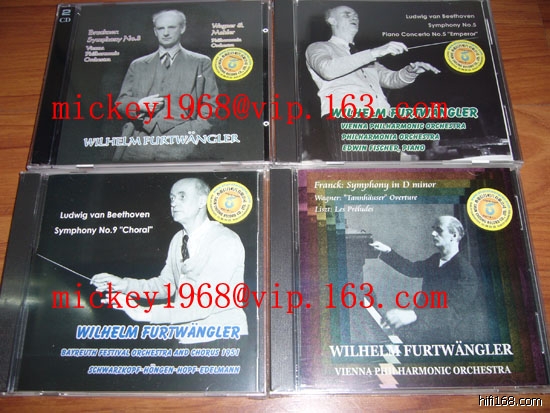 2
CD
Bruckner
Symphony No.8
Vienna
Philharmonic
Orchestra
Wagner &
Mahler
Philharmonia
Orchestra
WILHELM FURTWÄNGLER
Ludwig van Beethoven
Symphony No.5
Piano Concerto No.5 "Emperor"
WILHELM FURTWÄNGLER
VIENNA PHILHARMONIC ORCHESTRA
PHILHARMONIA ORCHESTRA
EDWIN FISCHER, PIANO
mickey1968@vip.163.com
Ludwig van Beethoven
Symphony No.9 "Choral"
WILHELM FURTWÄNGLER
BAYREUTH FESTIVAL ORCHESTRA AND CHORUS 1951
SCHWARZKOPF-HÖNGEN-HOPF-EDELMANN
Franck: Symphony in D minor
Wagner: "Tannhäuser" Overture
Liszt: Les Préludes
WILHELM FURTWÄNGLER
VIENNA PHILHARMONIC ORCHESTRA
mickey1968@vip.163.com
hifi168.com